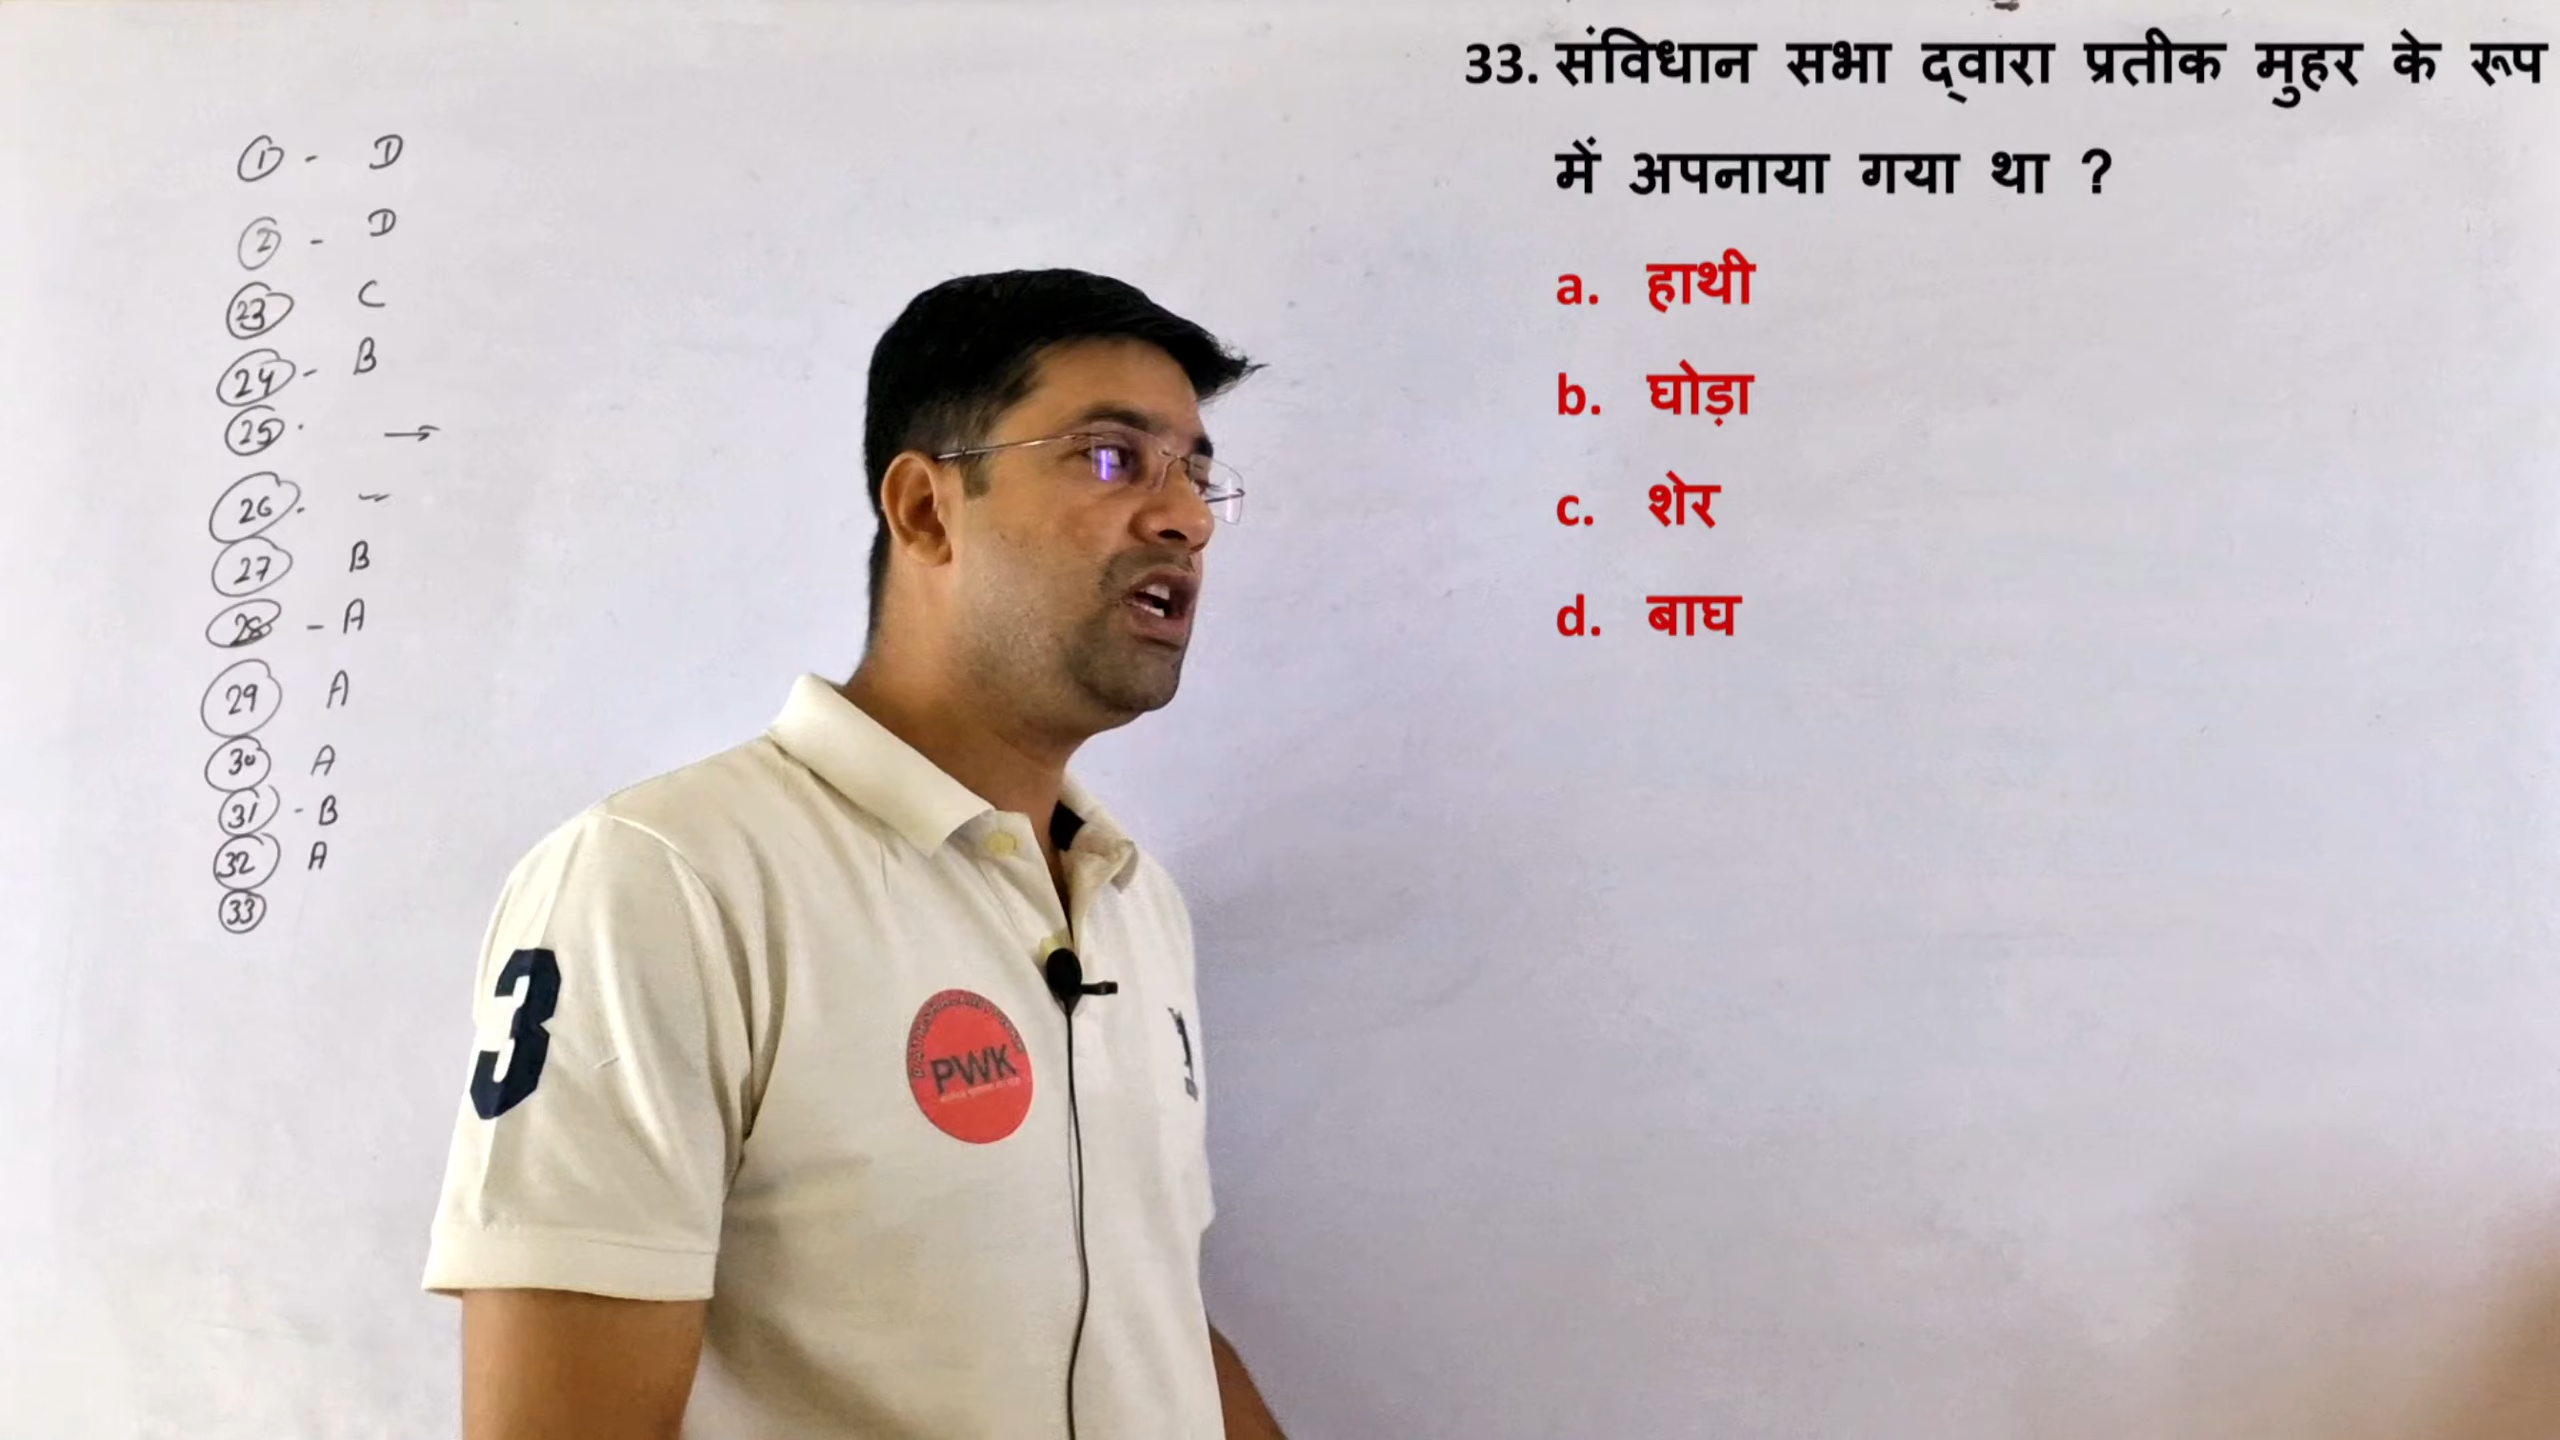 33. संविधान सभा द्वारा प्रतीक मुहर के रूप
में अपनाया गया था ?
a. हाथी
b. घोड़ा
c. शेर
d. बाघ
1 - D
2 - D
23 C
24 - B
25. →
26. ~
27 B
28 - A
29 A
30 A
31 - B
32 A
33
3
PWK